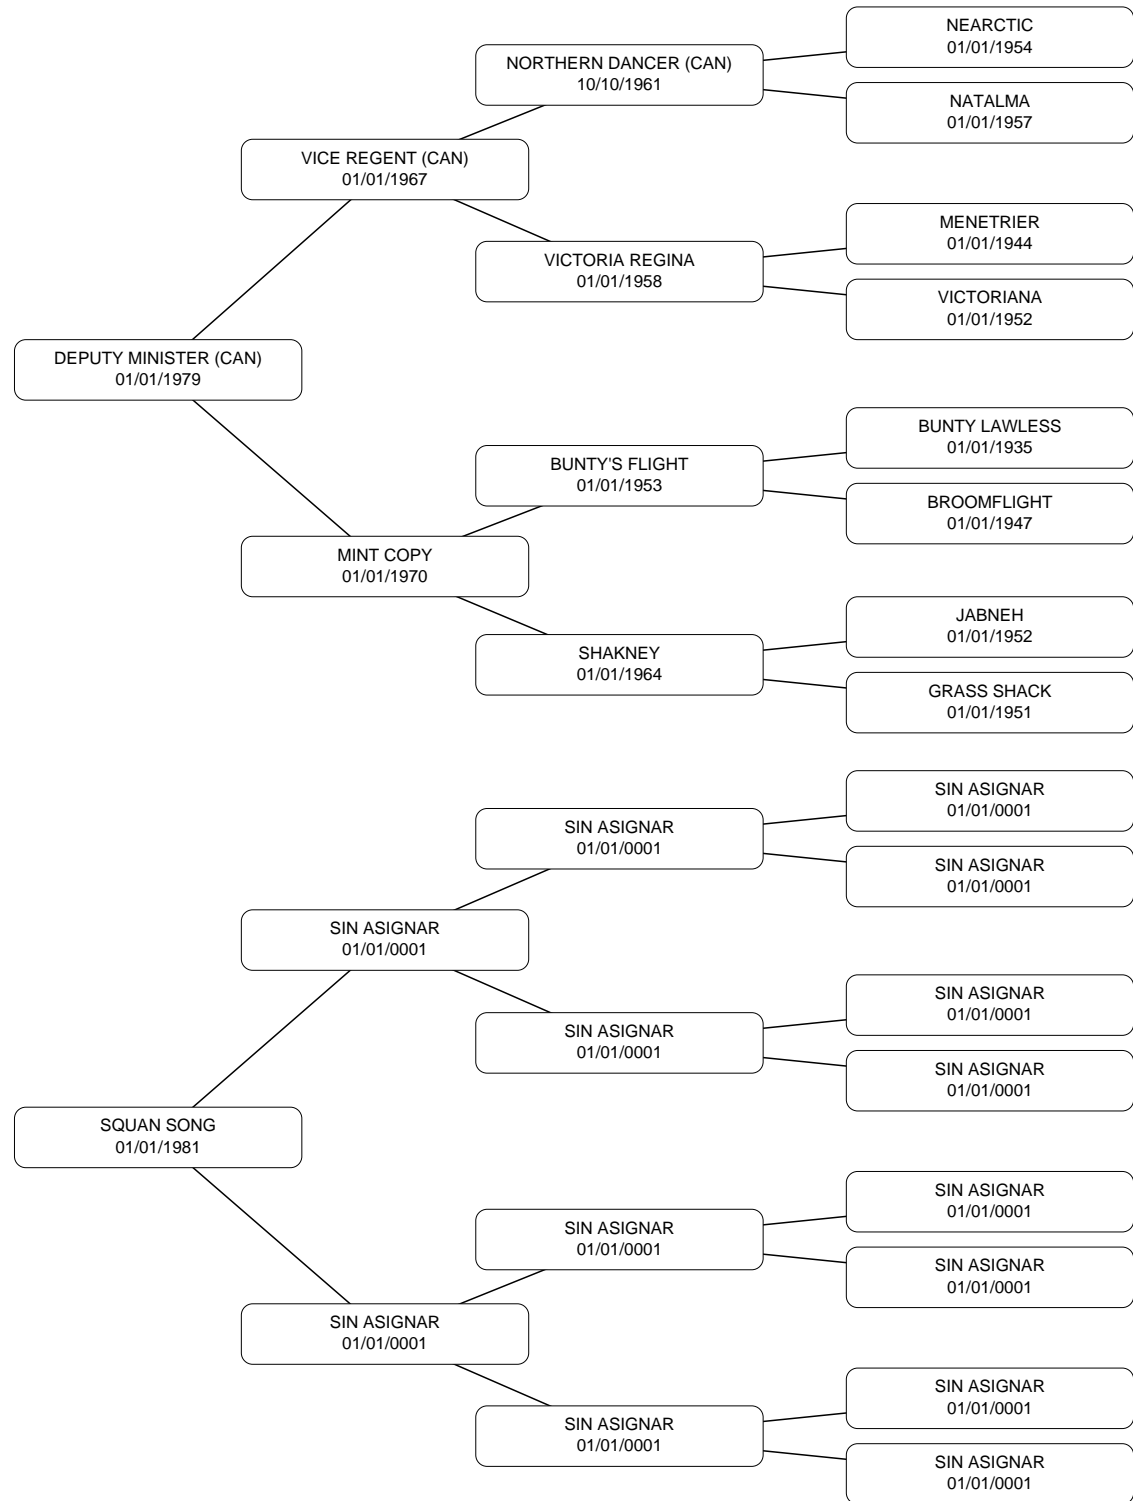 NEARCTIC
01/01/1954
NORTHERN DANCER (CAN)
10/10/1961
NATALMA
01/01/1957
VICE REGENT (CAN)
01/01/1967
MENETRIER
01/01/1944
VICTORIA REGINA
01/01/1958
VICTORIANA
01/01/1952
DEPUTY MINISTER (CAN)
01/01/1979
BUNTY LAWLESS
01/01/1935
BUNTY'S FLIGHT
01/01/1953
BROOMFLIGHT
01/01/1947
MINT COPY
01/01/1970
JABNEH
01/01/1952
SHAKNEY
01/01/1964
GRASS SHACK
01/01/1951
SIN ASIGNAR
01/01/0001
SIN ASIGNAR
01/01/0001
SIN ASIGNAR
01/01/0001
SIN ASIGNAR
01/01/0001
SIN ASIGNAR
01/01/0001
SIN ASIGNAR
01/01/0001
SIN ASIGNAR
01/01/0001
SQUAN SONG
01/01/1981
SIN ASIGNAR
01/01/0001
SIN ASIGNAR
01/01/0001
SIN ASIGNAR
01/01/0001
SIN ASIGNAR
01/01/0001
SIN ASIGNAR
01/01/0001
SIN ASIGNAR
01/01/0001
SIN ASIGNAR
01/01/0001